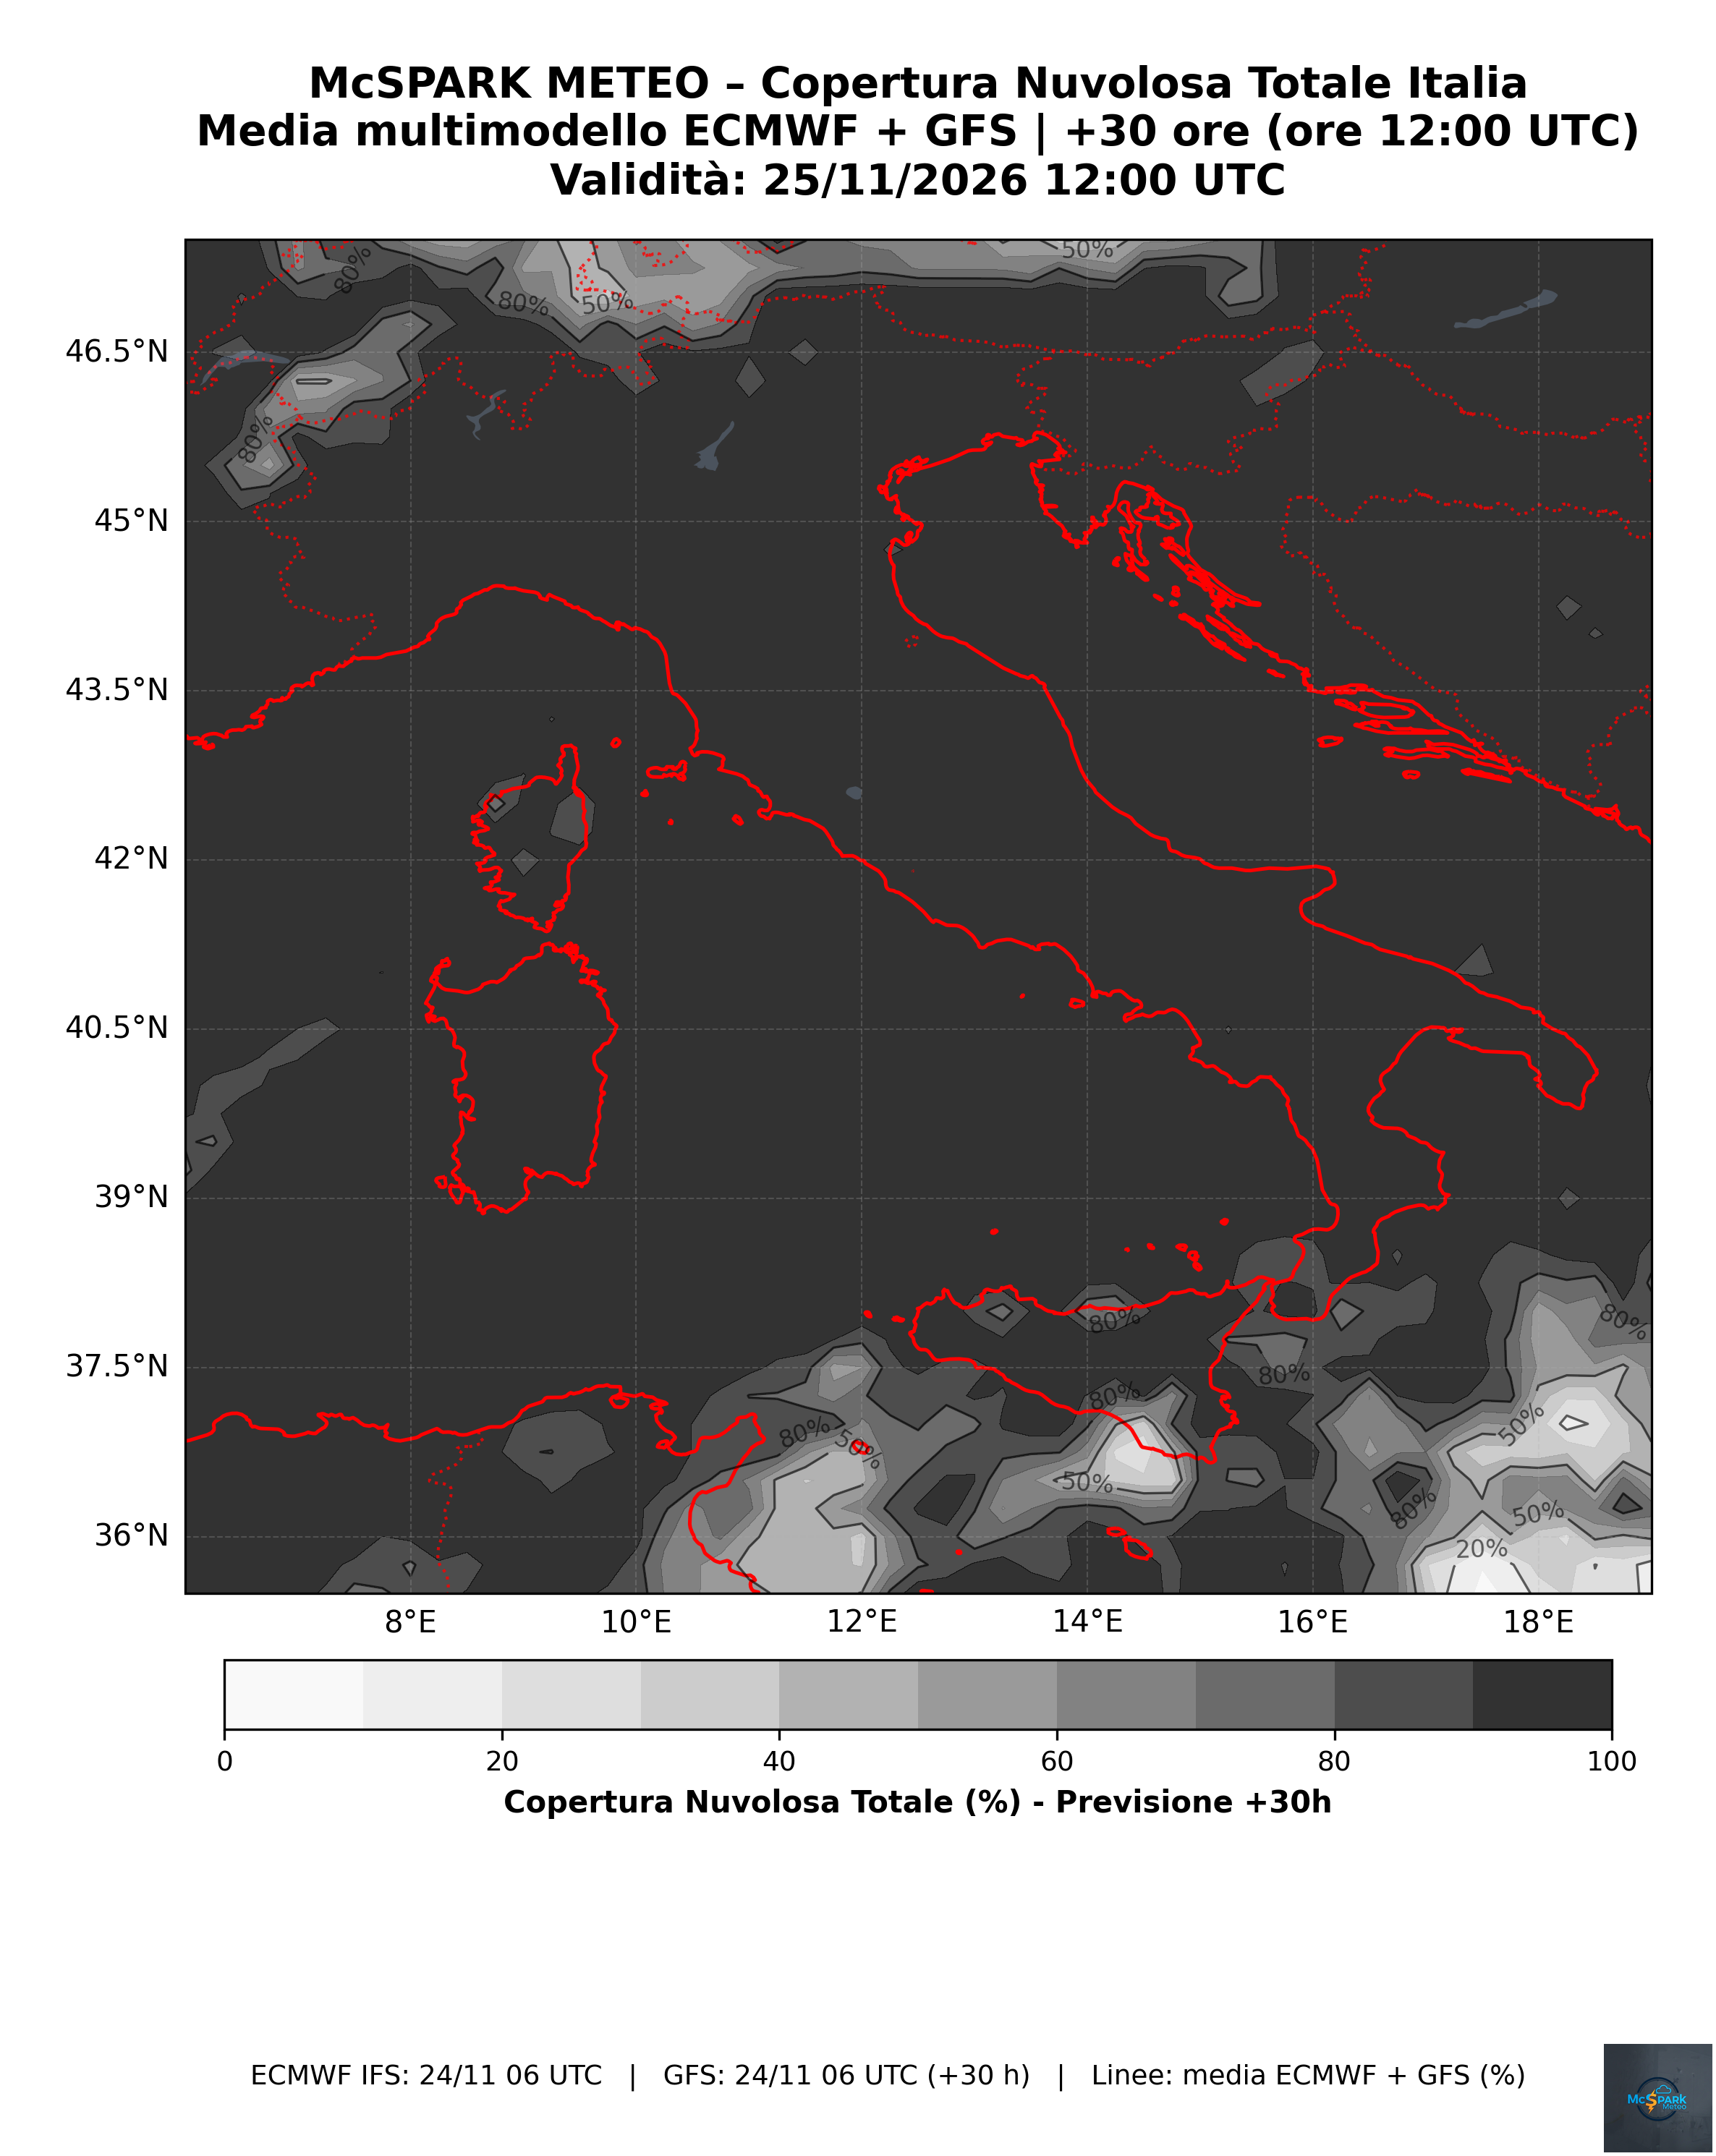 McSPARK METEO – Copertura Nuvolosa Totale Italia
Media multimodello ECMWF + GFS | +30 ore (ore 12:00 UTC)
Validità: 25/11/2026 12:00 UTC
50%
80%
80%
50%
46.5°N
80%
45°N
43.5°N
42°N
40.5°N
39°N
80%
80%
37.5°N
80%
80%
80%
50%
50%
50%
80%
50%
36°N
20%
8°E 10°E 12°E 14°E 16°E 18°E
0 20 40 60 80 100
Copertura Nuvolosa Totale (%) - Previsione +30h
ECMWF IFS: 24/11 06 UTC | GFS: 24/11 06 UTC (+30 h) | Linee: media ECMWF + GFS (%)
McSPARK
Meteo